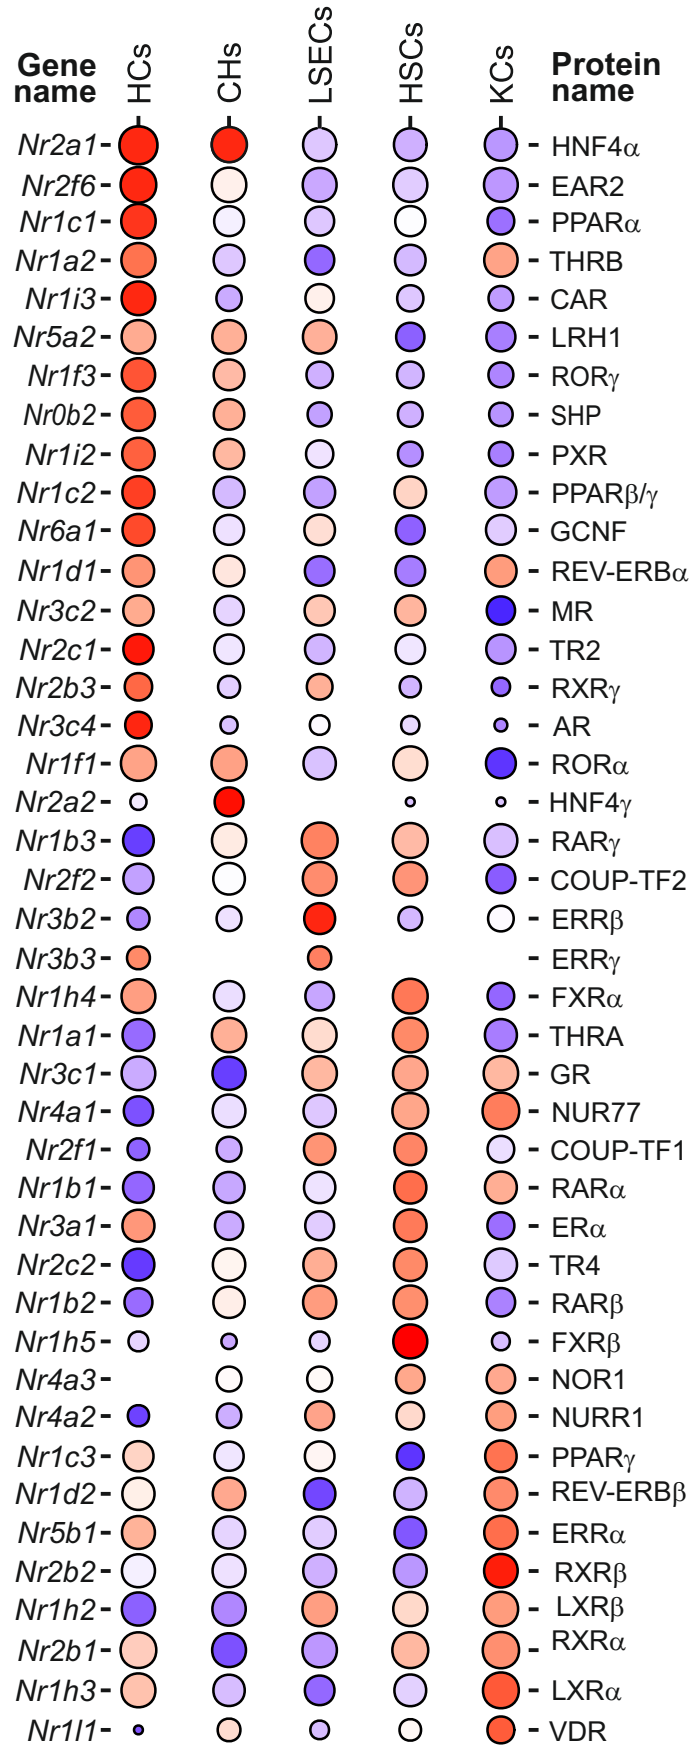 Gene name HCs CHs LSECs HSCs KCs Protein name
Nr2a1 - - HNF4α
Nr2f6 - - EAR2
Nr1c1 - - PPARα
Nr1a2 - - THRB
Nr1i3 - - CAR
Nr5a2 - - LRH1
Nr1f3 - - RORγ
Nr0b2 - - SHP
Nr1i2 - - PXR
Nr1c2 - - PPARβ/γ
Nr6a1 - - GCNF
Nr1d1 - - REV-ERBα
Nr3c2 - - MR
Nr2c1 - - TR2
Nr2b3 - - RXRγ
Nr3c4 - - AR
Nr1f1 - - RORα
Nr2a2 - - HNF4γ
Nr1b3 - - RARγ
Nr2f2 - - COUP-TF2
Nr3b2 - - ERRβ
Nr3b3 - - ERRγ
Nr1h4 - - FXRα
Nr1a1 - - THRA
Nr3c1 - - GR
Nr4a1 - - NUR77
Nr2f1 - - COUP-TF1
Nr1b1 - - RARα
Nr3a1 - - ERα
Nr2c2 - - TR4
Nr1b2 - - RARβ
Nr1h5 - - FXRβ
Nr4a3 - - NOR1
Nr4a2 - - NURR1
Nr1c3 - - PPARγ
Nr1d2 - - REV-ERBβ
Nr5b1 - - ERRα
Nr2b2 - - RXRβ
Nr1h2 - - LXRβ
Nr2b1 - - RXRα
Nr1h3 - - LXRα
Nr1l1 - - VDR